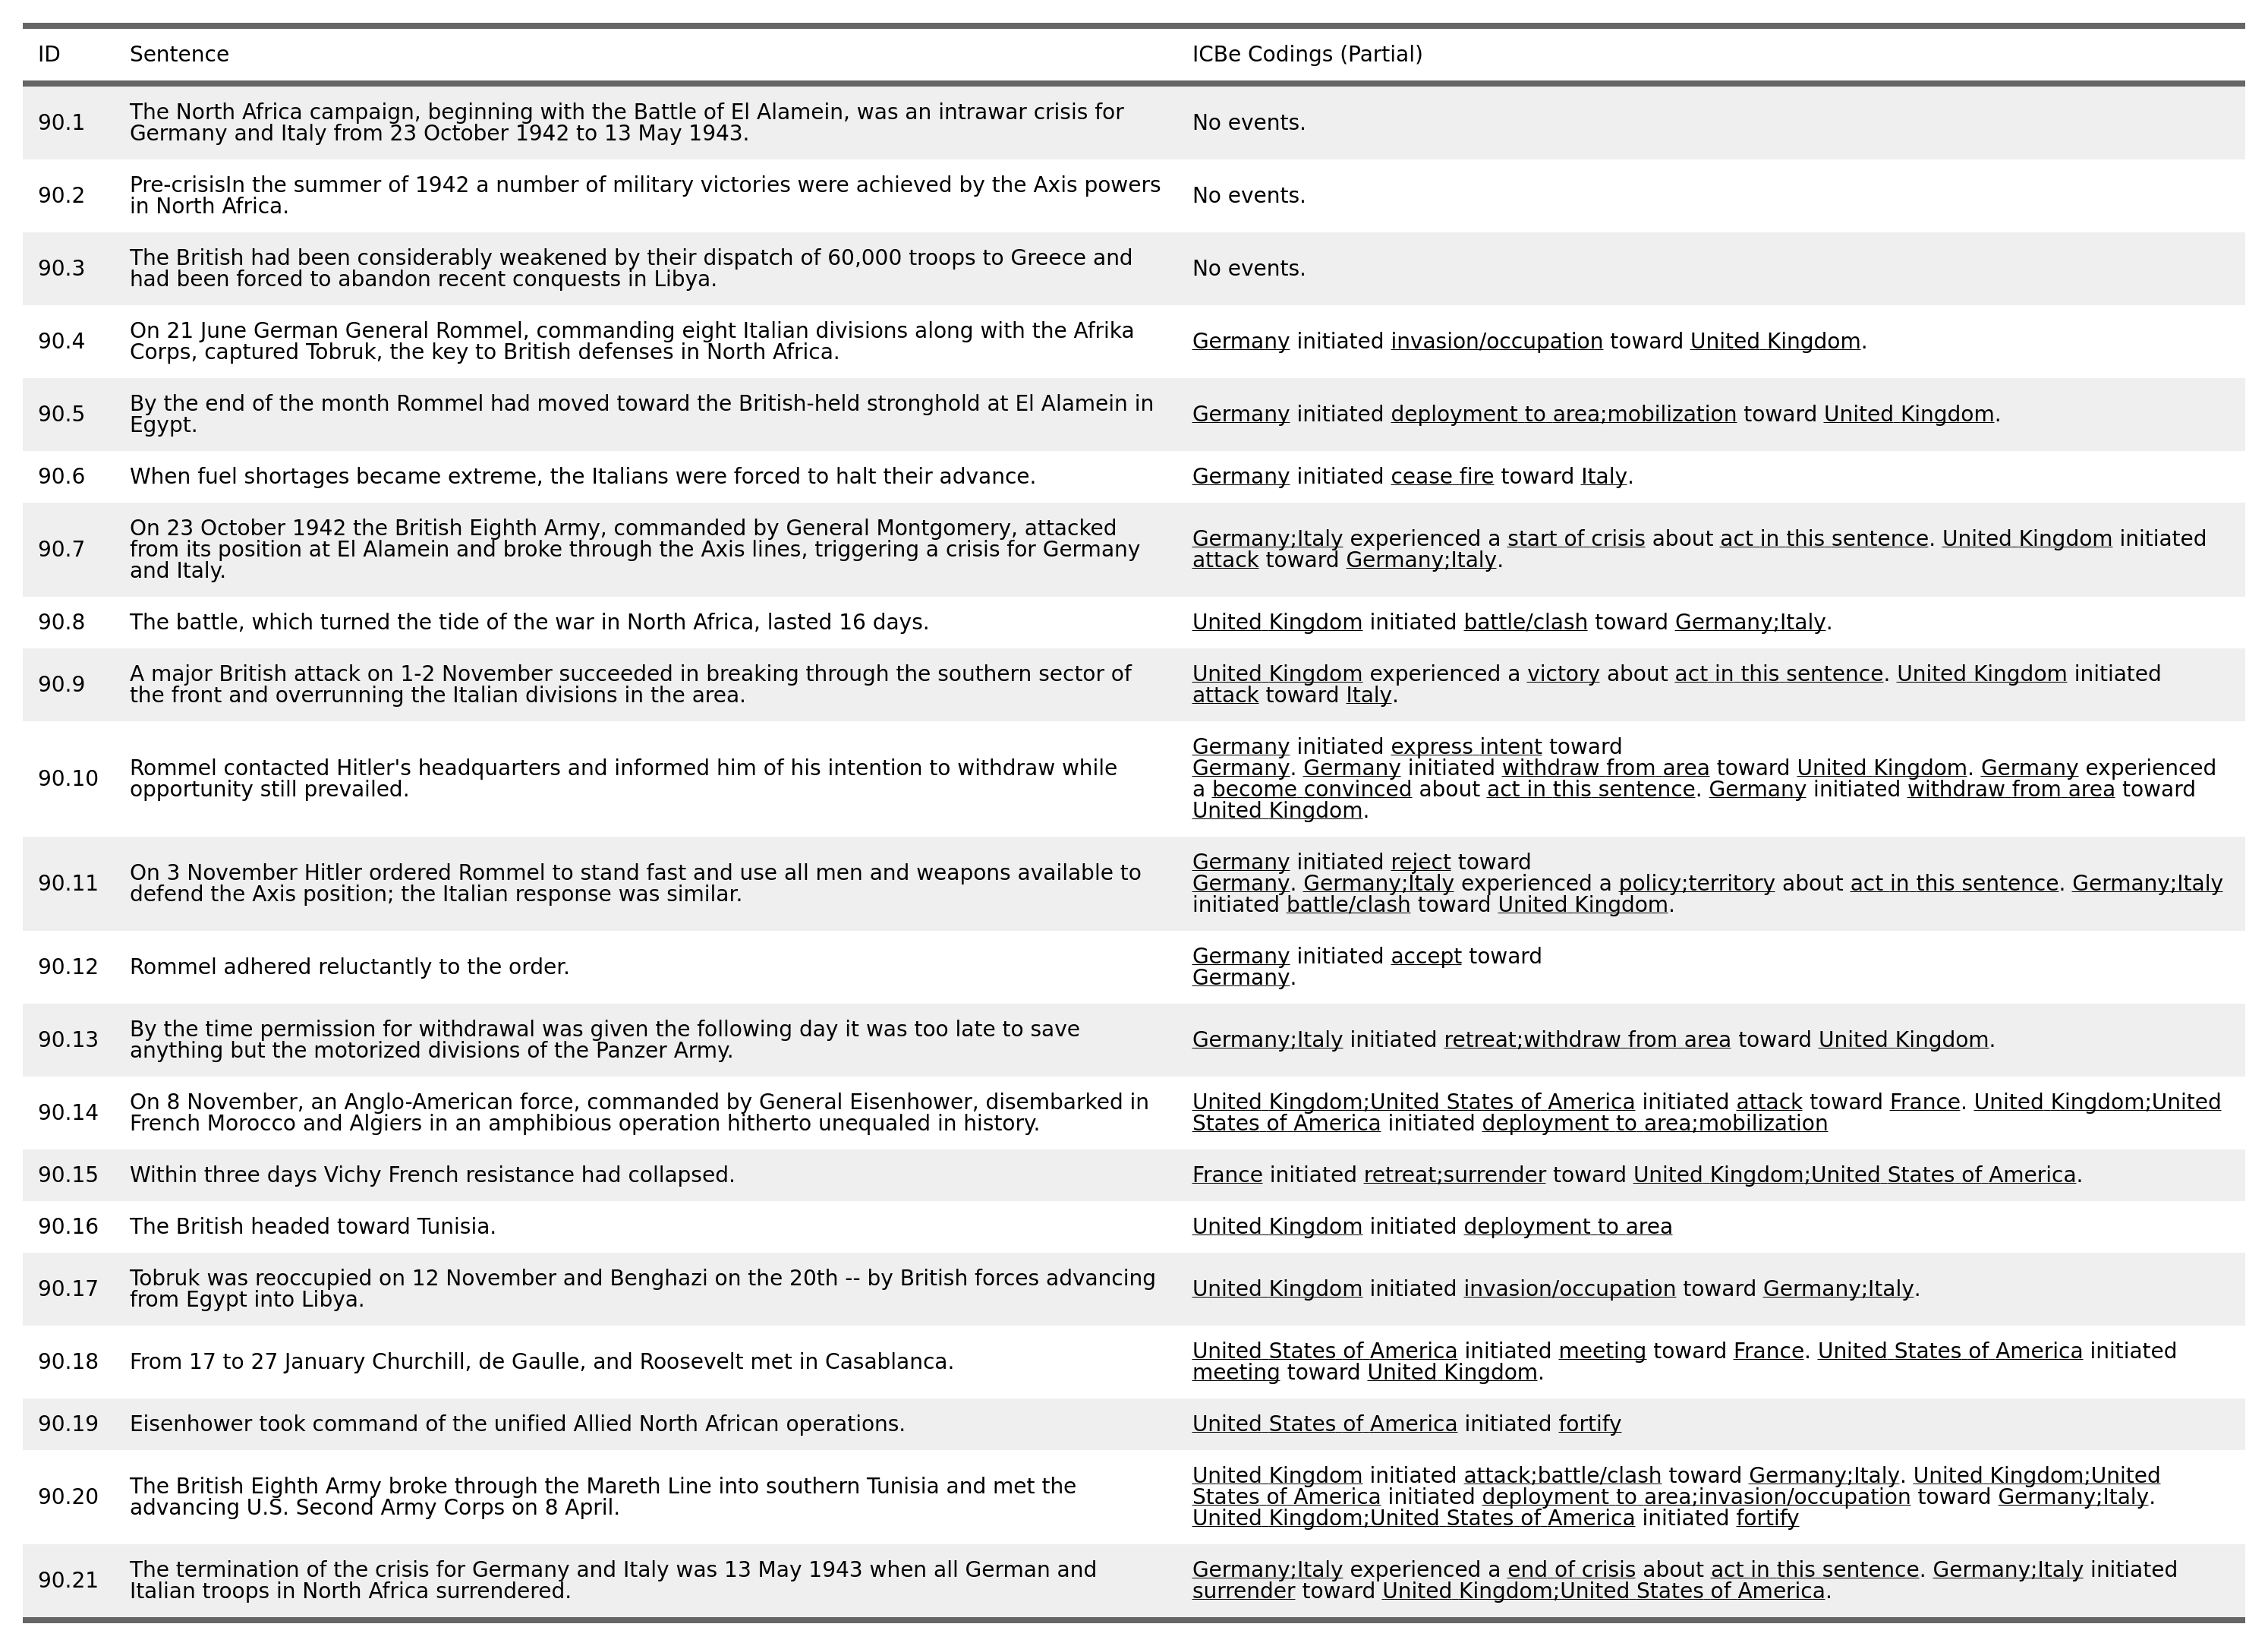 ID Sentence ICBe Codings (Partial)
90.1 The North Africa campaign, beginning with the Battle of El Alamein, was an intrawar crisis for
Germany and Italy from 23 October 1942 to 13 May 1943. No events.
90.2 Pre-crisisIn the summer of 1942 a number of military victories were achieved by the Axis powers
in North Africa. No events.
90.3 The British had been considerably weakened by their dispatch of 60,000 troops to Greece and
had been forced to abandon recent conquests in Libya. No events.
90.4 On 21 June German General Rommel, commanding eight Italian divisions along with the Afrika
Corps, captured Tobruk, the key to British defenses in North Africa. Germany initiated invasion/occupation toward United Kingdom.
90.5 By the end of the month Rommel had moved toward the British-held stronghold at El Alamein in
Egypt. Germany initiated deployment to area;mobilization toward United Kingdom.
90.6 When fuel shortages became extreme, the Italians were forced to halt their advance. Germany initiated cease fire toward Italy.
90.7 On 23 October 1942 the British Eighth Army, commanded by General Montgomery, attacked
from its position at El Alamein and broke through the Axis lines, triggering a crisis for Germany
and Italy. Germany;Italy experienced a start of crisis about act in this sentence. United Kingdom initiated
attack toward Germany;Italy.
90.8 The battle, which turned the tide of the war in North Africa, lasted 16 days. United Kingdom initiated battle/clash toward Germany;Italy.
90.9 A major British attack on 1-2 November succeeded in breaking through the southern sector of
the front and overrunning the Italian divisions in the area. United Kingdom experienced a victory about act in this sentence. United Kingdom initiated
attack toward Italy.
90.10 Rommel contacted Hitler's headquarters and informed him of his intention to withdraw while
opportunity still prevailed. Germany initiated express intent toward
Germany. Germany initiated withdraw from area toward United Kingdom. Germany experienced
a become convinced about act in this sentence. Germany initiated withdraw from area toward
United Kingdom.
90.11 On 3 November Hitler ordered Rommel to stand fast and use all men and weapons available to
defend the Axis position; the Italian response was similar. Germany initiated reject toward
Germany. Germany;Italy experienced a policy;territory about act in this sentence. Germany;Italy
initiated battle/clash toward United Kingdom.
90.12 Rommel adhered reluctantly to the order. Germany initiated accept toward
Germany.
90.13 By the time permission for withdrawal was given the following day it was too late to save
anything but the motorized divisions of the Panzer Army. Germany;Italy initiated retreat;withdraw from area toward United Kingdom.
90.14 On 8 November, an Anglo-American force, commanded by General Eisenhower, disembarked in
French Morocco and Algiers in an amphibious operation hitherto unequaled in history. United Kingdom;United States of America initiated attack toward France. United Kingdom;United
States of America initiated deployment to area;mobilization
90.15 Within three days Vichy French resistance had collapsed. France initiated retreat;surrender toward United Kingdom;United States of America.
90.16 The British headed toward Tunisia. United Kingdom initiated deployment to area
90.17 Tobruk was reoccupied on 12 November and Benghazi on the 20th -- by British forces advancing
from Egypt into Libya. United Kingdom initiated invasion/occupation toward Germany;Italy.
90.18 From 17 to 27 January Churchill, de Gaulle, and Roosevelt met in Casablanca. United States of America initiated meeting toward France. United States of America initiated
meeting toward United Kingdom.
90.19 Eisenhower took command of the unified Allied North African operations. United States of America initiated fortify
90.20 The British Eighth Army broke through the Mareth Line into southern Tunisia and met the
advancing U.S. Second Army Corps on 8 April. United Kingdom initiated attack;battle/clash toward Germany;Italy. United Kingdom;United
States of America initiated deployment to area;invasion/occupation toward Germany;Italy.
United Kingdom;United States of America initiated fortify
90.21 The termination of the crisis for Germany and Italy was 13 May 1943 when all German and
Italian troops in North Africa surrendered. Germany;Italy experienced a end of crisis about act in this sentence. Germany;Italy initiated
surrender toward United Kingdom;United States of America.